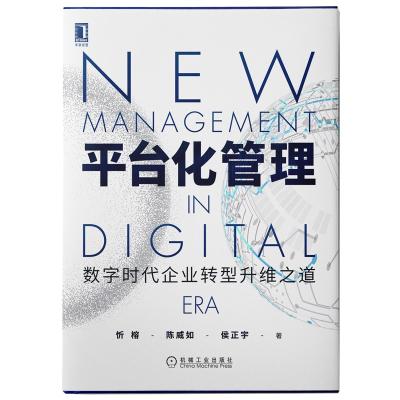 NEW
MANAGEMENT
平台化管理
IN
DIGITAL
数字时代企业转型升维之道
ERA
忻榕 - 陈威如 - 侯正宇 - 著
机械工业出版社
China Machine Press